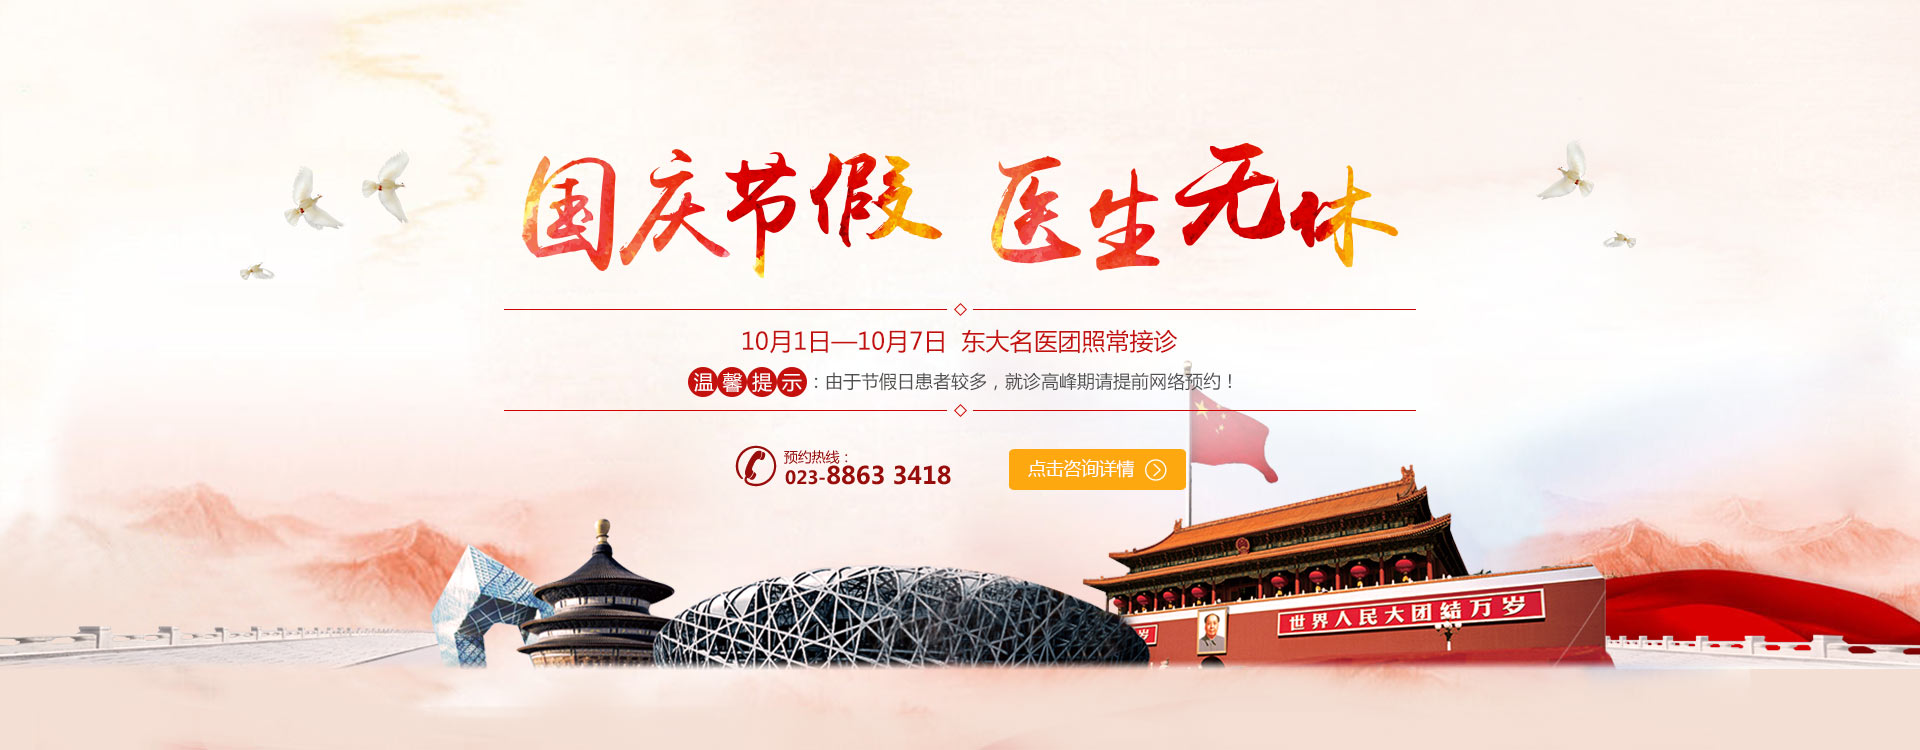 国庆节假 医生无休
10月1日—10月7日 东大名医团照常接诊
温馨提示：由于节假日患者较多，就诊高峰期请提前网络预约！
预约热线：
023-8863 3418
点击咨询详情
世界人民大团结万岁
岁